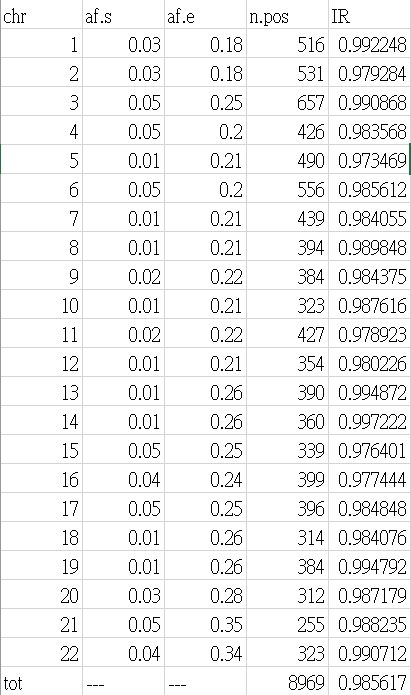 chr af.s af.e n.pos IR
1 0.03 0.18 516 0.992248
2 0.03 0.18 531 0.979284
3 0.05 0.25 657 0.990868
4 0.05 0.2 426 0.983568
5 0.01 0.21 490 0.973469
6 0.05 0.2 556 0.985612
7 0.01 0.21 439 0.984055
8 0.01 0.21 394 0.989848
9 0.02 0.22 384 0.984375
10 0.01 0.21 323 0.987616
11 0.02 0.22 427 0.978923
12 0.01 0.21 354 0.980226
13 0.01 0.26 390 0.994872
14 0.01 0.26 360 0.997222
15 0.05 0.25 339 0.976401
16 0.04 0.24 399 0.977444
17 0.05 0.25 396 0.984848
18 0.01 0.26 314 0.984076
19 0.01 0.26 384 0.994792
20 0.03 0.28 312 0.987179
21 0.05 0.35 255 0.988235
22 0.04 0.34 323 0.990712
tot --- --- 8969 0.985617